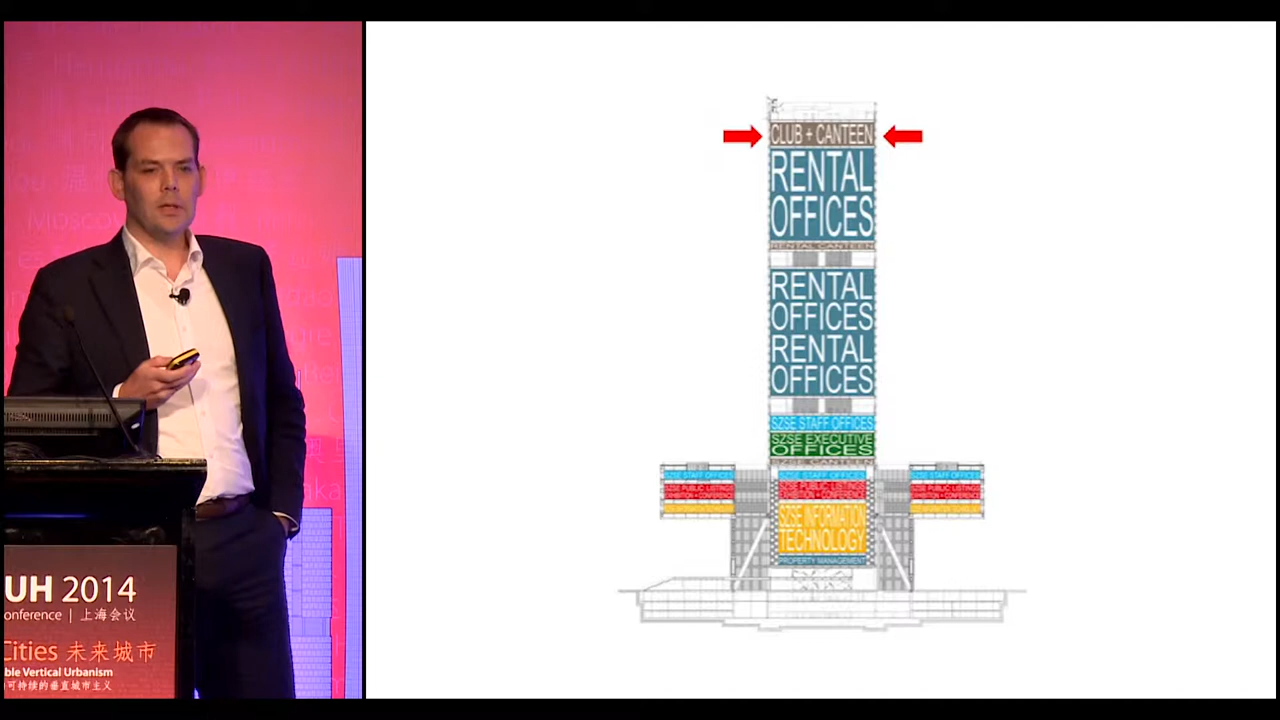 UH 2014
onference | 上海会议
Cities 未来城市
ble Vertical Urbanism
可持续的垂直城市主义
CLUB + CANTEEN
RENTAL
OFFICES
RENTAL CANTEEN
RENTAL
OFFICES
RENTAL
OFFICES
SZSE STAFF OFFICES
SZSE EXECUTIVE
OFFICES
SZSE CANTEEN
SZSE STAFF OFFICES
SZSE PUBLIC: LISTINGS
EXHIBITION + CONFERENCE
SZSE STAFF OFFICES
SZSE PUBLIC: LISTINGS
EXHIBITION + CONFERENCE
SZSE INFORMATION
TECHNOLOGY
PROPERTY MANAGEMENT
SZSE STAFF OFFICES
SZSE PUBLIC: LISTINGS
EXHIBITION + CONFERENCE